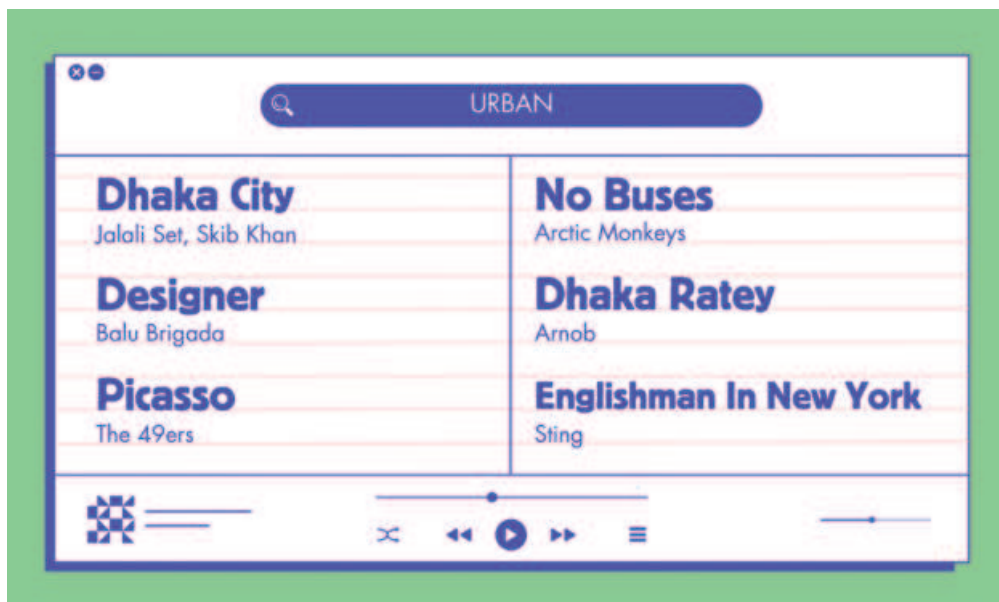 URBAN
Dhaka City
Jalali Set, Skib Khan
Designer
Balu Brigada
Picasso
The 49ers
No Buses
Arctic Monkeys
Dhaka Ratey
Arnob
Englishman In New York
Sting